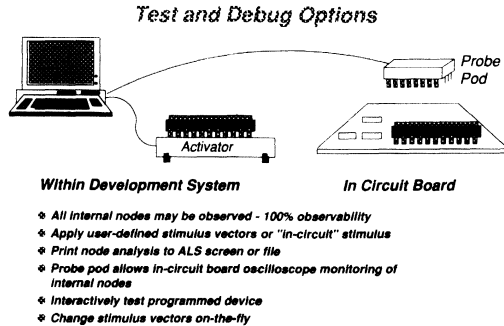 Test and Debug Options
Probe
Pod
Activator
Within Development System
In Circuit Board
All internal nodes may be observed - 100% observability
Apply user-defined stimulus vectors or "in-circuit" stimulus
Print node analysis to ALS screen or file
Probe pod allows in-circuit board oscilloscope monitoring of
internal nodes
Interactively test programmed device
Change stimulus vectors on-the-fly